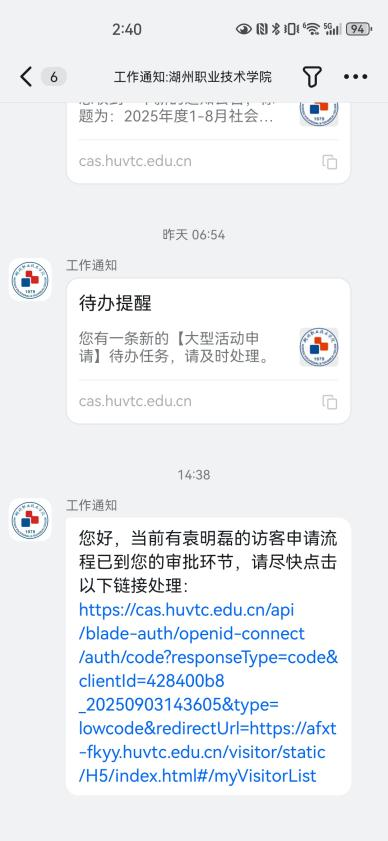 2:40
94
6
工作通知:湖州职业技术学院
题为：2025年度1-8月社会...
cas.huvtc.edu.cn
昨天 06:54
工作通知
待办提醒
您有一条新的【大型活动申
请】待办任务，请及时处理。
cas.huvtc.edu.cn
14:38
工作通知
您好，当前有袁明磊的访客申请流
程已到您的审批环节，请尽快点击
以下链接处理：
https://cas.huvtc.edu.cn/api
/blade-auth/openid-connect
/auth/code?responseType=code&
clientId=428400b8
_20250903143605&type=
lowcode&redirectUrl=https://afxt
-fkyy.huvtc.edu.cn/visitor/static
/H5/index.html#/myVisitorList